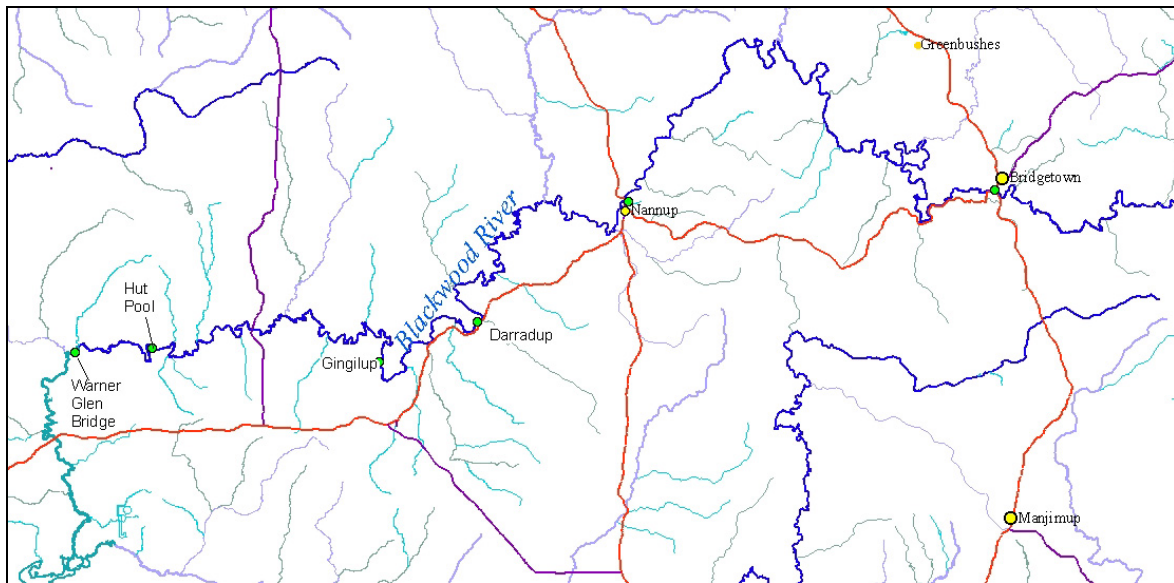 Greenbushes
Bridgetown
Nannup
Blackwood River
Hut
Pool
Darradup
Gingilup
Warner
Glen
Bridge
Manjimup